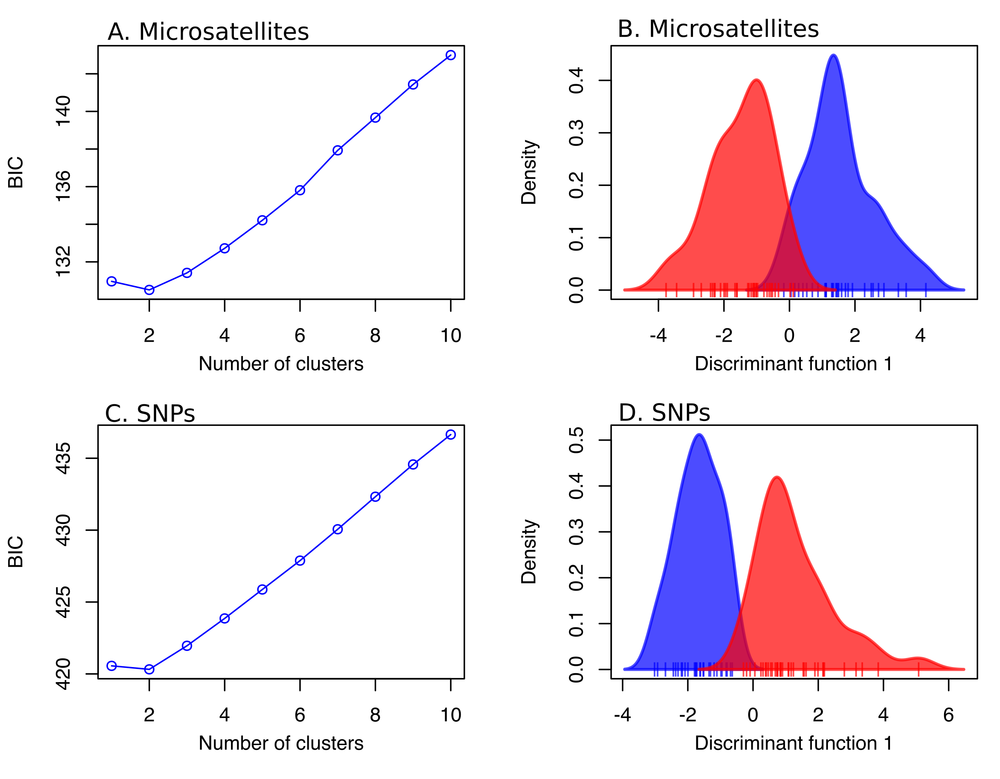 A. Microsatellites
BIC
132 136 140
2 4 6 8 10
Number of clusters
B. Microsatellites
Density
0.0 0.1 0.2 0.3 0.4
-4 -2 0 2 4
Discriminant function 1
C. SNPs
BIC
420 425 430 435
2 4 6 8 10
Number of clusters
D. SNPs
Density
0.0 0.1 0.2 0.3 0.4 0.5
-4 -2 0 2 4 6
Discriminant function 1